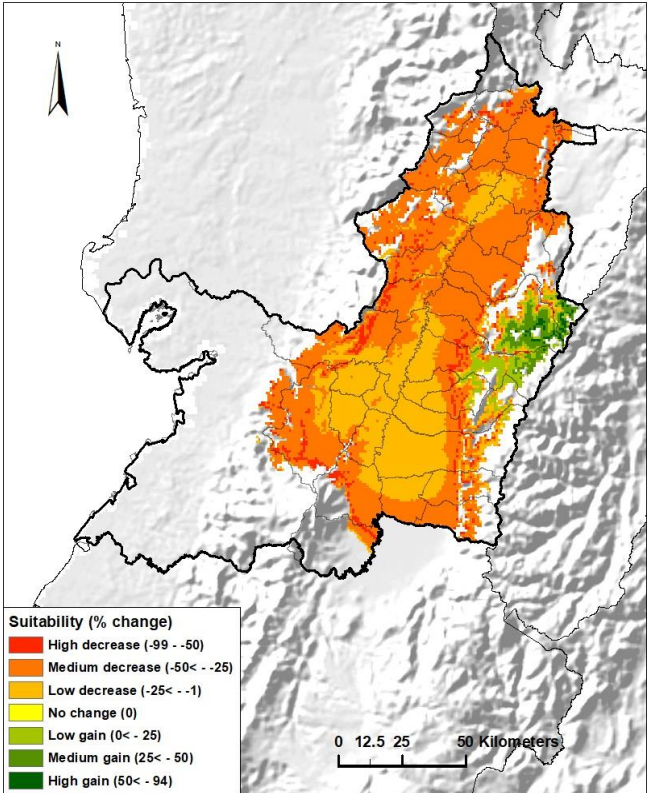 N
Suitability (% change)
High decrease (-99 - -50)
Medium decrease (-50< - -25)
Low decrease (-25< - -1)
No change (0)
Low gain (0< - 25)
Medium gain (25< - 50)
High gain (50< - 94)
0 12.5 25 50 Kilometers